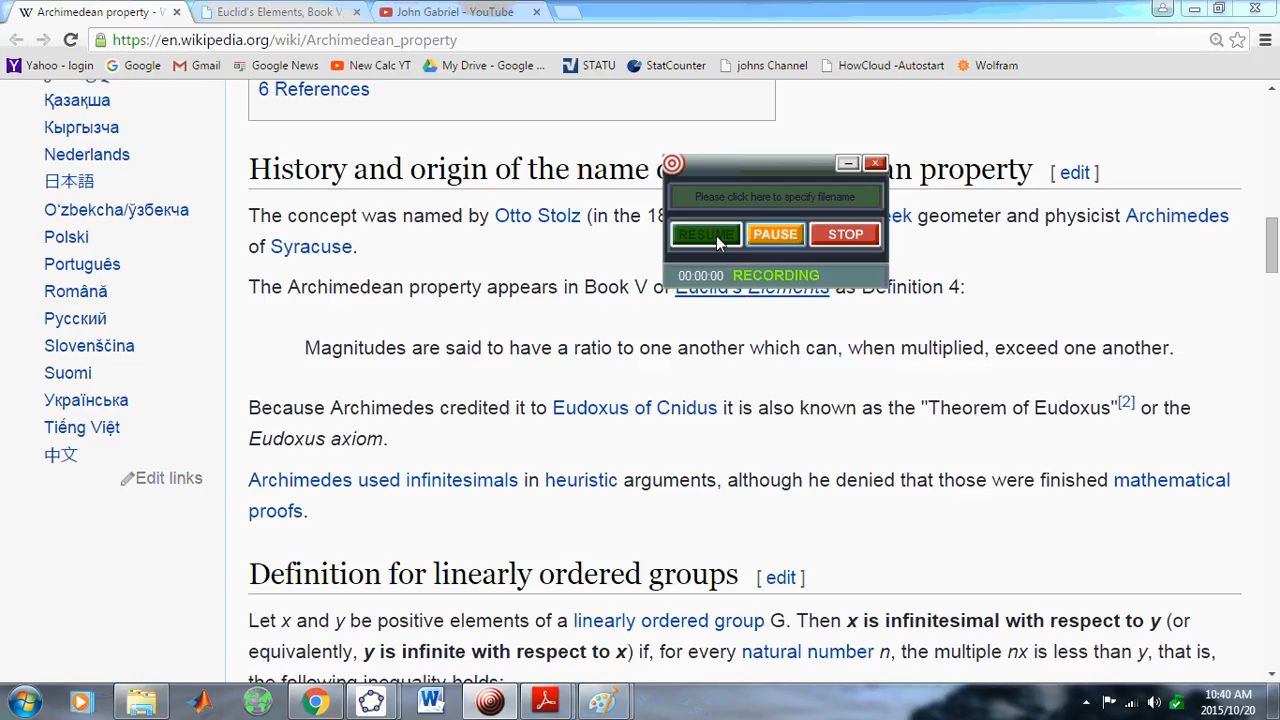 Archimedean property - W
Euclid's Elements, Book V
John Gabriel - YouTube
https://en.wikipedia.org/wiki/Archimedean_property
Yahoo - login Google Gmail Google News New Calc YT My Drive - Google ... STATU StatCounter johns Channel HowCloud -Autostart Wolfram
Қазақша
Кыргызча
Nederlands
日本語
Oʻzbekcha/ўзбекча
Polski
Português
Română
Русский
Slovenščina
Suomi
Українська
Tiếng Việt
中文
Edit links
6 References
History and origin of the name an property [ edit ]
The concept was named by Otto Stolz (in the 18 geometer and physicist Archimedes
of Syracuse.
The Archimedean property appears in Book V of Euclid's Elements as Definition 4:
Magnitudes are said to have a ratio to one another which can, when multiplied, exceed one another.
Because Archimedes credited it to Eudoxus of Cnidus it is also known as the "Theorem of Eudoxus"[2] or the
Eudoxus axiom.
Archimedes used infinitesimals in heuristic arguments, although he denied that those were finished mathematical
proofs.
Definition for linearly ordered groups [ edit ]
Let x and y be positive elements of a linearly ordered group G. Then x is infinitesimal with respect to y (or
equivalently, y is infinite with respect to x) if, for every natural number n, the multiple nx is less than y, that is,
the following inequality holds:
Please click here to specify filename
RESUME PAUSE STOP
00:00:00 RECORDING
10:40 AM
2015/10/20